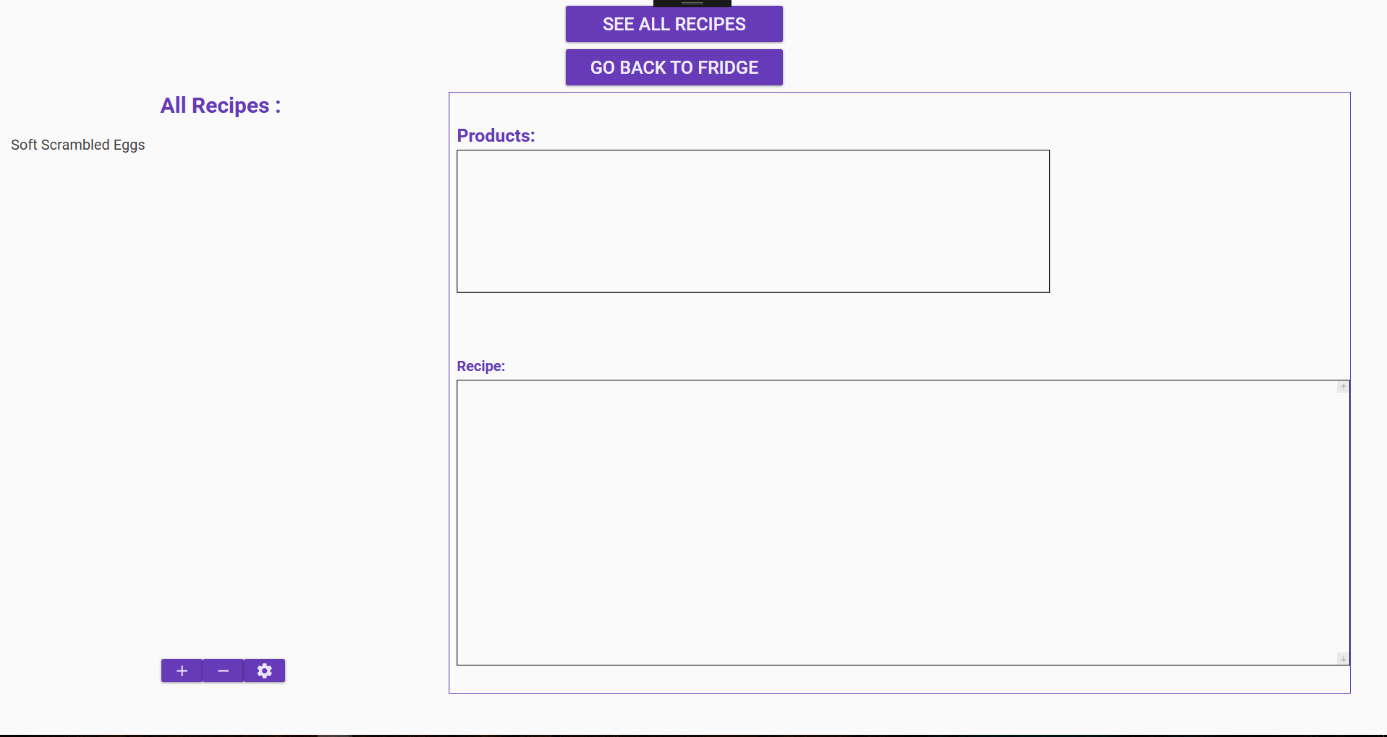 SEE ALL RECIPES
GO BACK TO FRIDGE
All Recipes :
Soft Scrambled Eggs
Products:
Recipe: